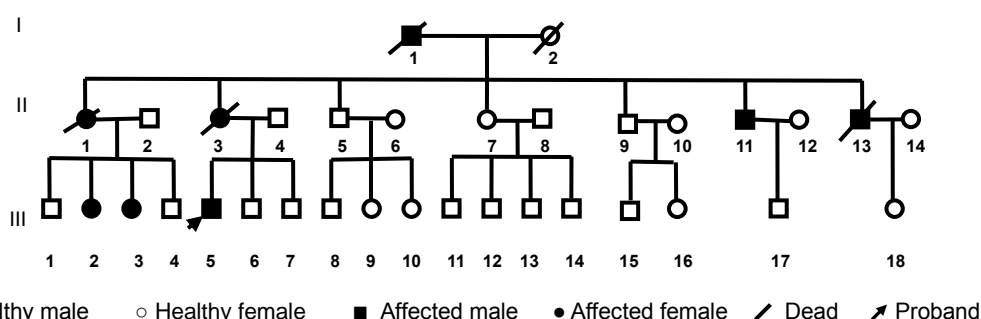 I
1 2
II
1 2 3 4 5 6 7 8 9 10 11 12 13 14
III
1 2 3 4 5 6 7 8 9 10 11 12 13 14 15 16 17 18
lthy male Healthy female Affected male Affected female Dead Proband